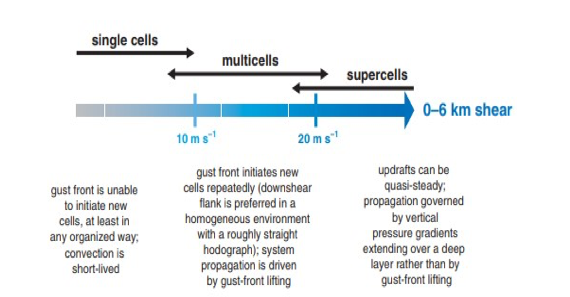 single cells
multicells
supercells
0–6 km shear
10 m s⁻¹
20 m s⁻¹
gust front is unable
to initiate new
cells, at least in
any organized way;
convection is
short-lived
gust front initiates new
cells repeatedly (downshear
flank is preferred in a
homogeneous environment
with a roughly straight
hodograph); system
propagation is driven
by gust-front lifting
updrafts can be
quasi-steady;
propagation governed
by vertical
pressure gradients
extending over a deep
layer rather than by
gust-front lifting